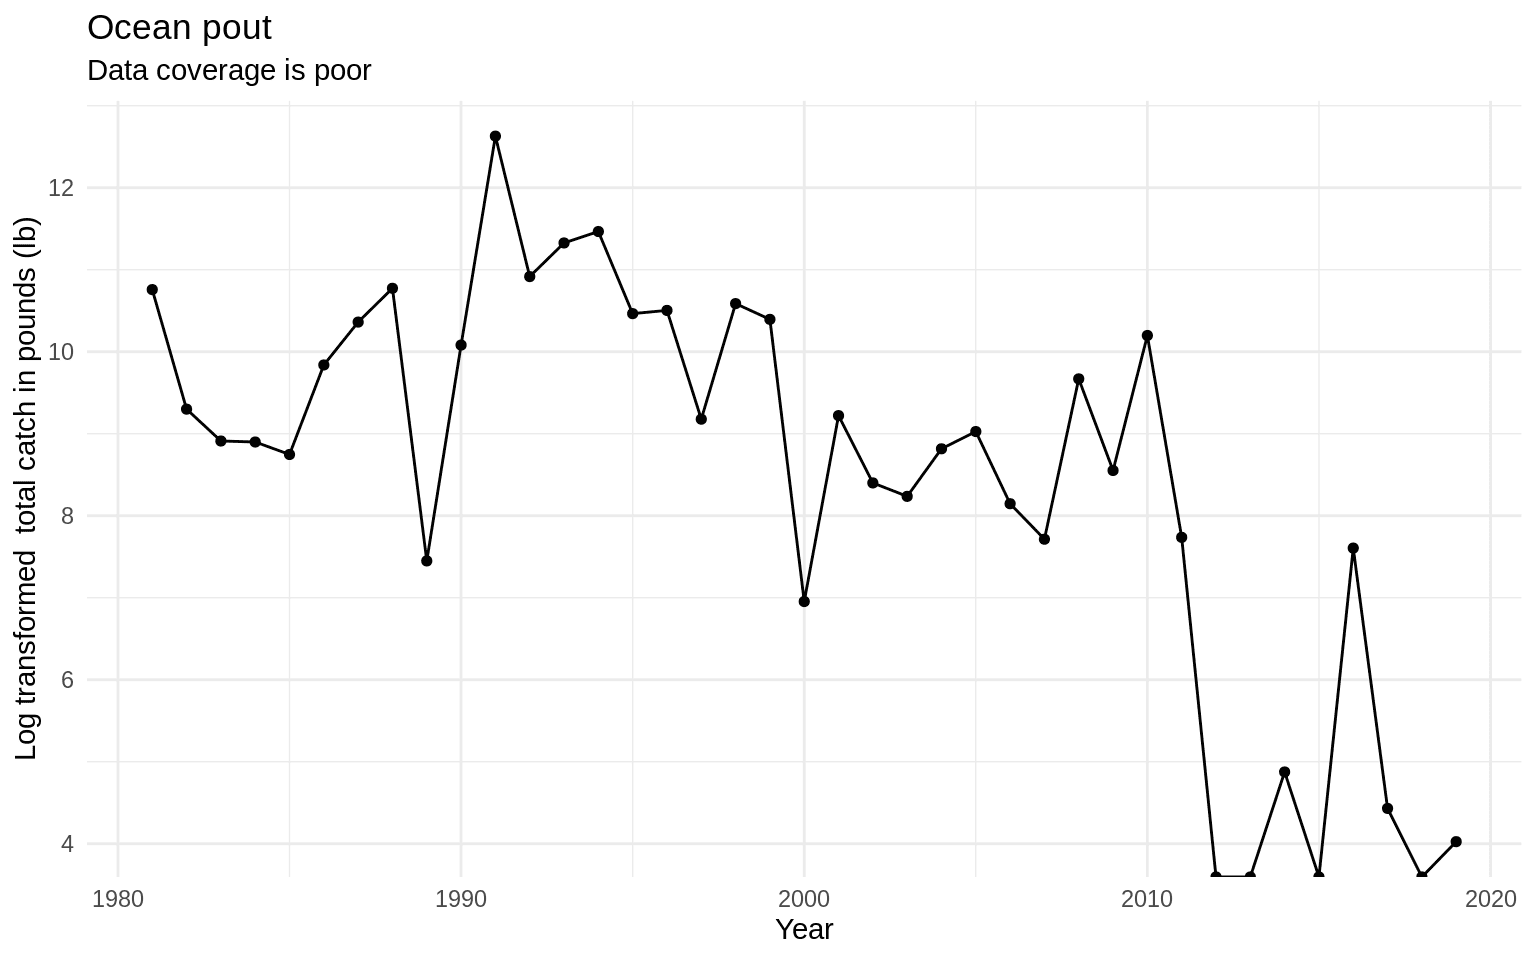 Ocean pout
Data coverage is poor
Log transformed  total catch in pounds (lb)
12
10
8
6
4
1980
1990
2000
2010
2020
Year